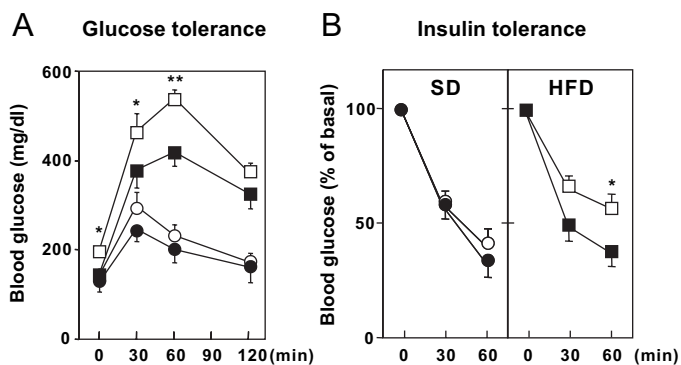 A Glucose tolerance
Blood glucose (mg/dl)
600
400
200
0
* * **
0 30 60 90 120 (min)
B Insulin tolerance
Blood glucose (% of basal)
100
50
0
SD HFD
*
0 30 60 0 30 60 (min)